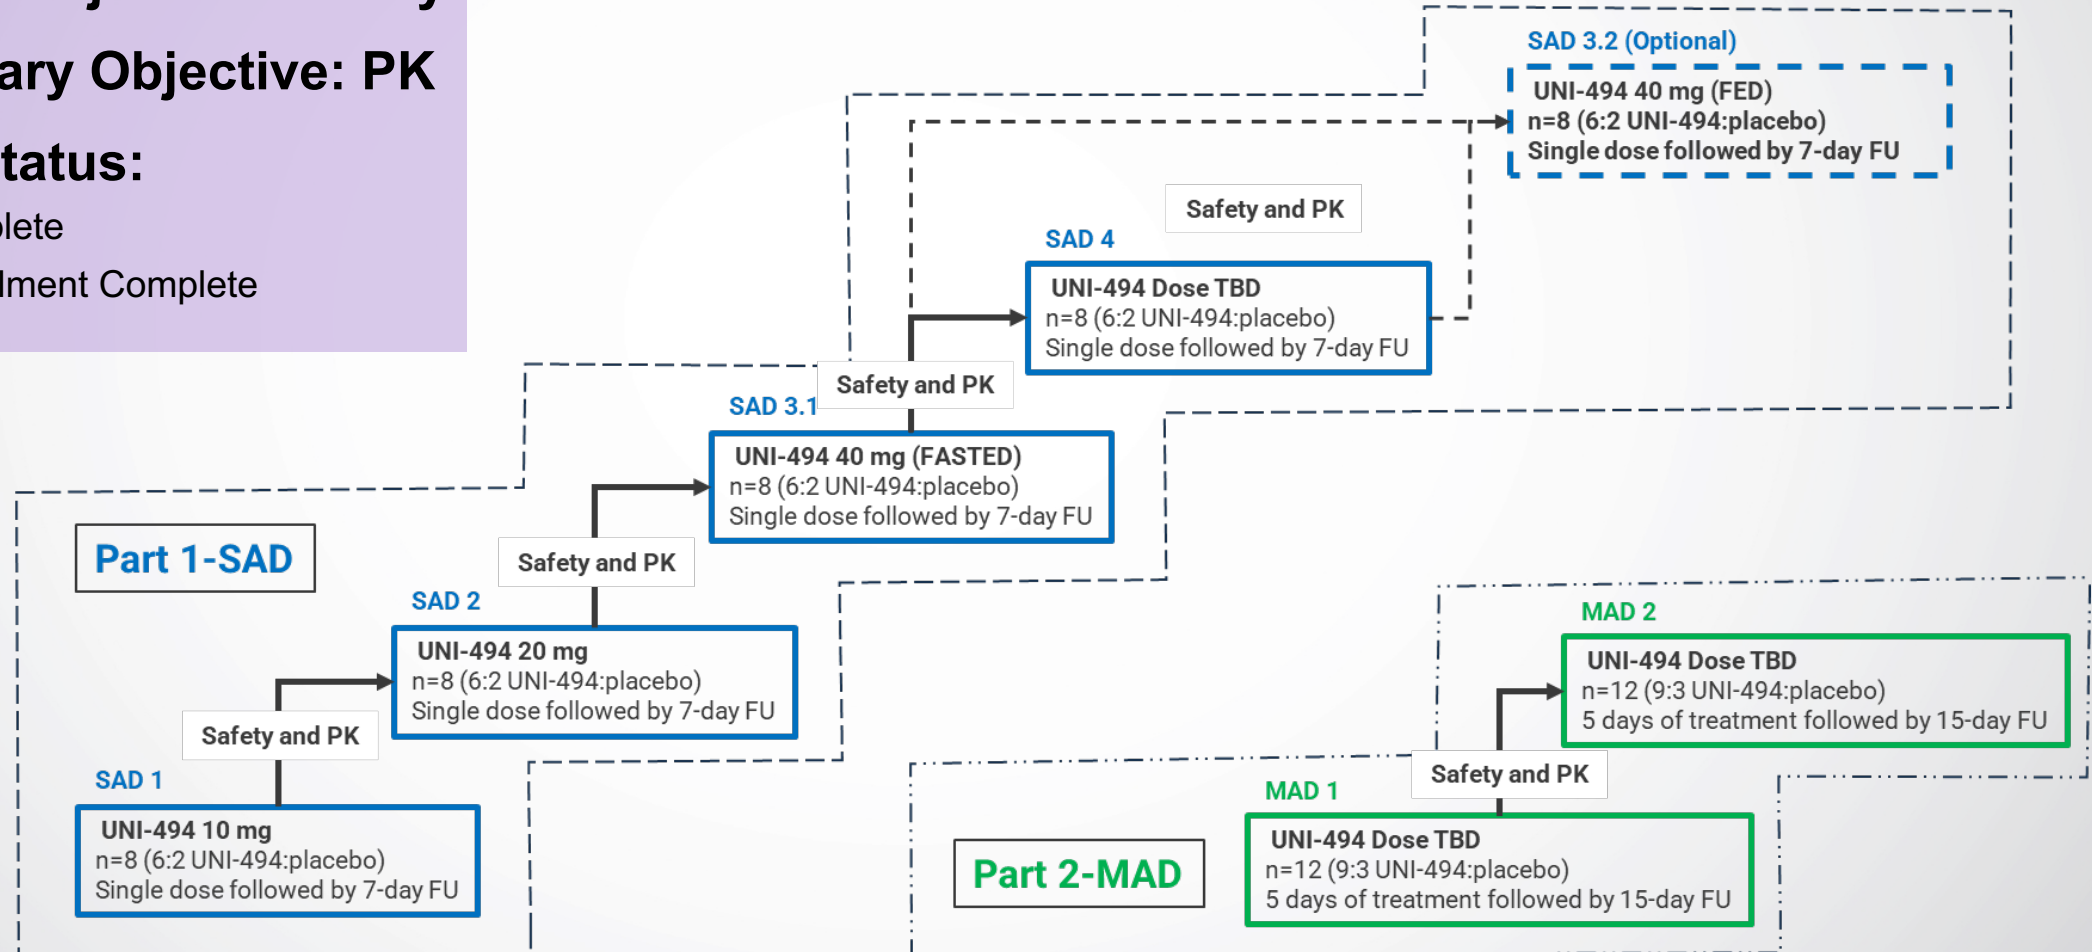 ary Objective: PK
tatus:
plete
lment Complete
SAD 3.2 (Optional)
UNI-494 40 mg (FED)
n=8 (6:2 UNI-494:placebo)
Single dose followed by 7-day FU
Safety and PK
SAD 4
UNI-494 Dose TBD
n=8 (6:2 UNI-494:placebo)
Single dose followed by 7-day FU
Safety and PK
SAD 3.1
UNI-494 40 mg (FASTED)
n=8 (6:2 UNI-494:placebo)
Single dose followed by 7-day FU
Part 1-SAD
Safety and PK
SAD 2
UNI-494 20 mg
n=8 (6:2 UNI-494:placebo)
Single dose followed by 7-day FU
Safety and PK
SAD 1
UNI-494 10 mg
n=8 (6:2 UNI-494:placebo)
Single dose followed by 7-day FU
MAD 2
UNI-494 Dose TBD
n=12 (9:3 UNI-494:placebo)
5 days of treatment followed by 15-day FU
Safety and PK
MAD 1
Part 2-MAD
UNI-494 Dose TBD
n=12 (9:3 UNI-494:placebo)
5 days of treatment followed by 15-day FU